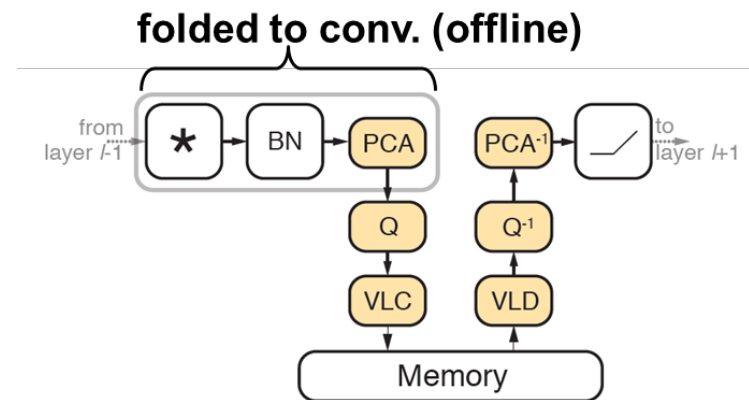 folded to conv. (offline)
from
layer l-1
*
BN
PCA
PCA-1
to
layer l+1
Q
Q-1
VLC
VLD
Memory